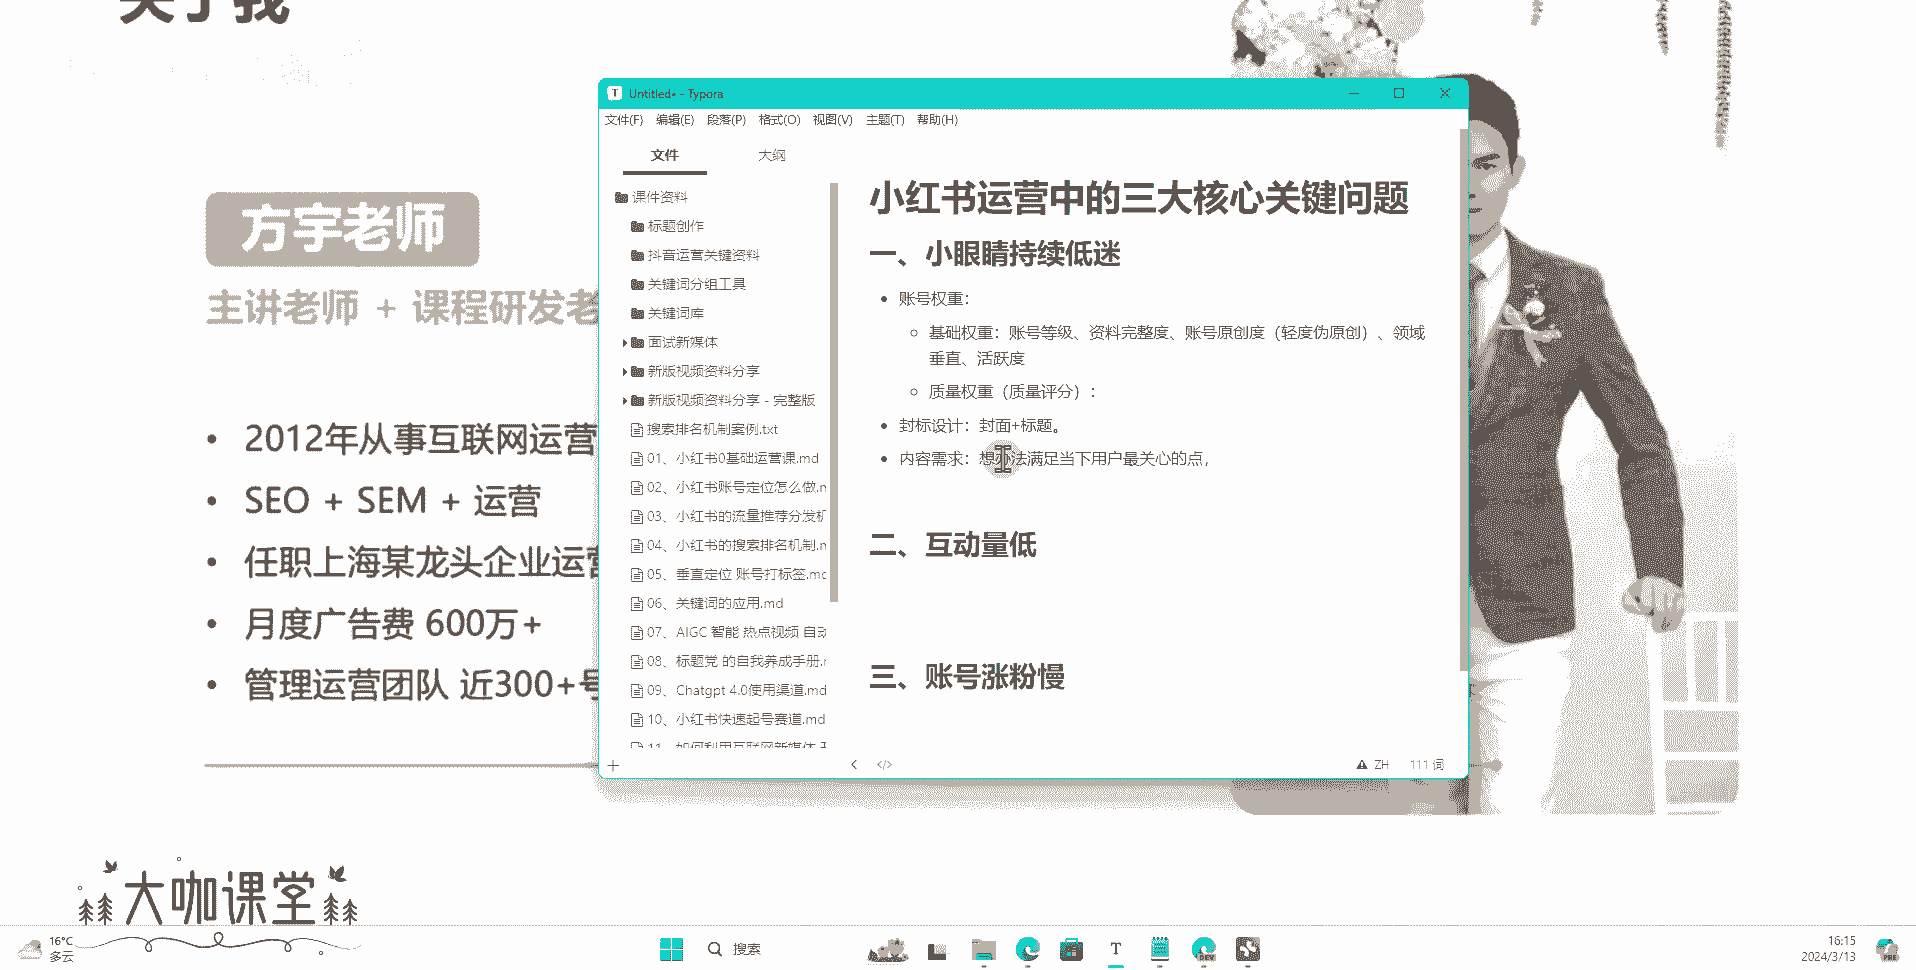 关于我
方宇老师
主讲老师 + 课程研发老
2012年从事互联网运营
SEO + SEM + 运营
任职上海某龙头企业运营
月度广告费 600万+
管理运营团队 近300+号
大咖课堂
Untitled• - Typora
文件(F) 编辑(E) 段落(P) 格式(O) 视图(V) 主题(T) 帮助(H)
文件 大纲
课件资料
标题创作
抖音运营关键资料
关键词分组工具
关键词库
面试新媒体
新版视频资料分享
新版视频资料分享 - 完整版
搜索排名机制案例.txt
01、小红书0基础运营课.md
02、小红书账号定位怎么做.m
03、小红书的流量推荐分发机
04、小红书的搜索排名机制.m
05、垂直定位 账号打标签.md
06、关键词的应用.md
07、AIGC 智能 热点视频 自动
08、标题党 的自我养成手册.m
09、Chatgpt 4.0使用渠道.md
10、小红书快速起号赛道.md
11、如何利用互联网新媒体
小红书运营中的三大核心关键问题
一、小眼睛持续低迷
账号权重：
基础权重：账号等级、资料完整度、账号原创度（轻度伪原创）、领域
垂直、活跃度
质量权重（质量评分）：
封标设计：封面+标题。
内容需求：想办法满足当下用户最关心的点，
二、互动量低
三、账号涨粉慢
</> ZH 111 词
16°C
多云
搜索
T
DEV
16:15
2024/3/13
PRE